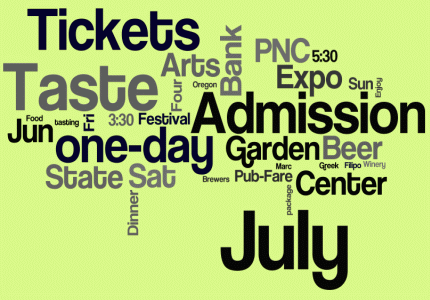 Tickets
Bank
PNC
5:30
Arts
Taste
Four
Oregon
Expo
Sun
Enjoy
Admission
Food
Jun
tasting
Fri
3:30
Festival
one-day
Garden
Beer
State
Sat
Brewers
Pub-Fare
Marc
Greek
Filipo
Winery
package
Center
Dinner
July